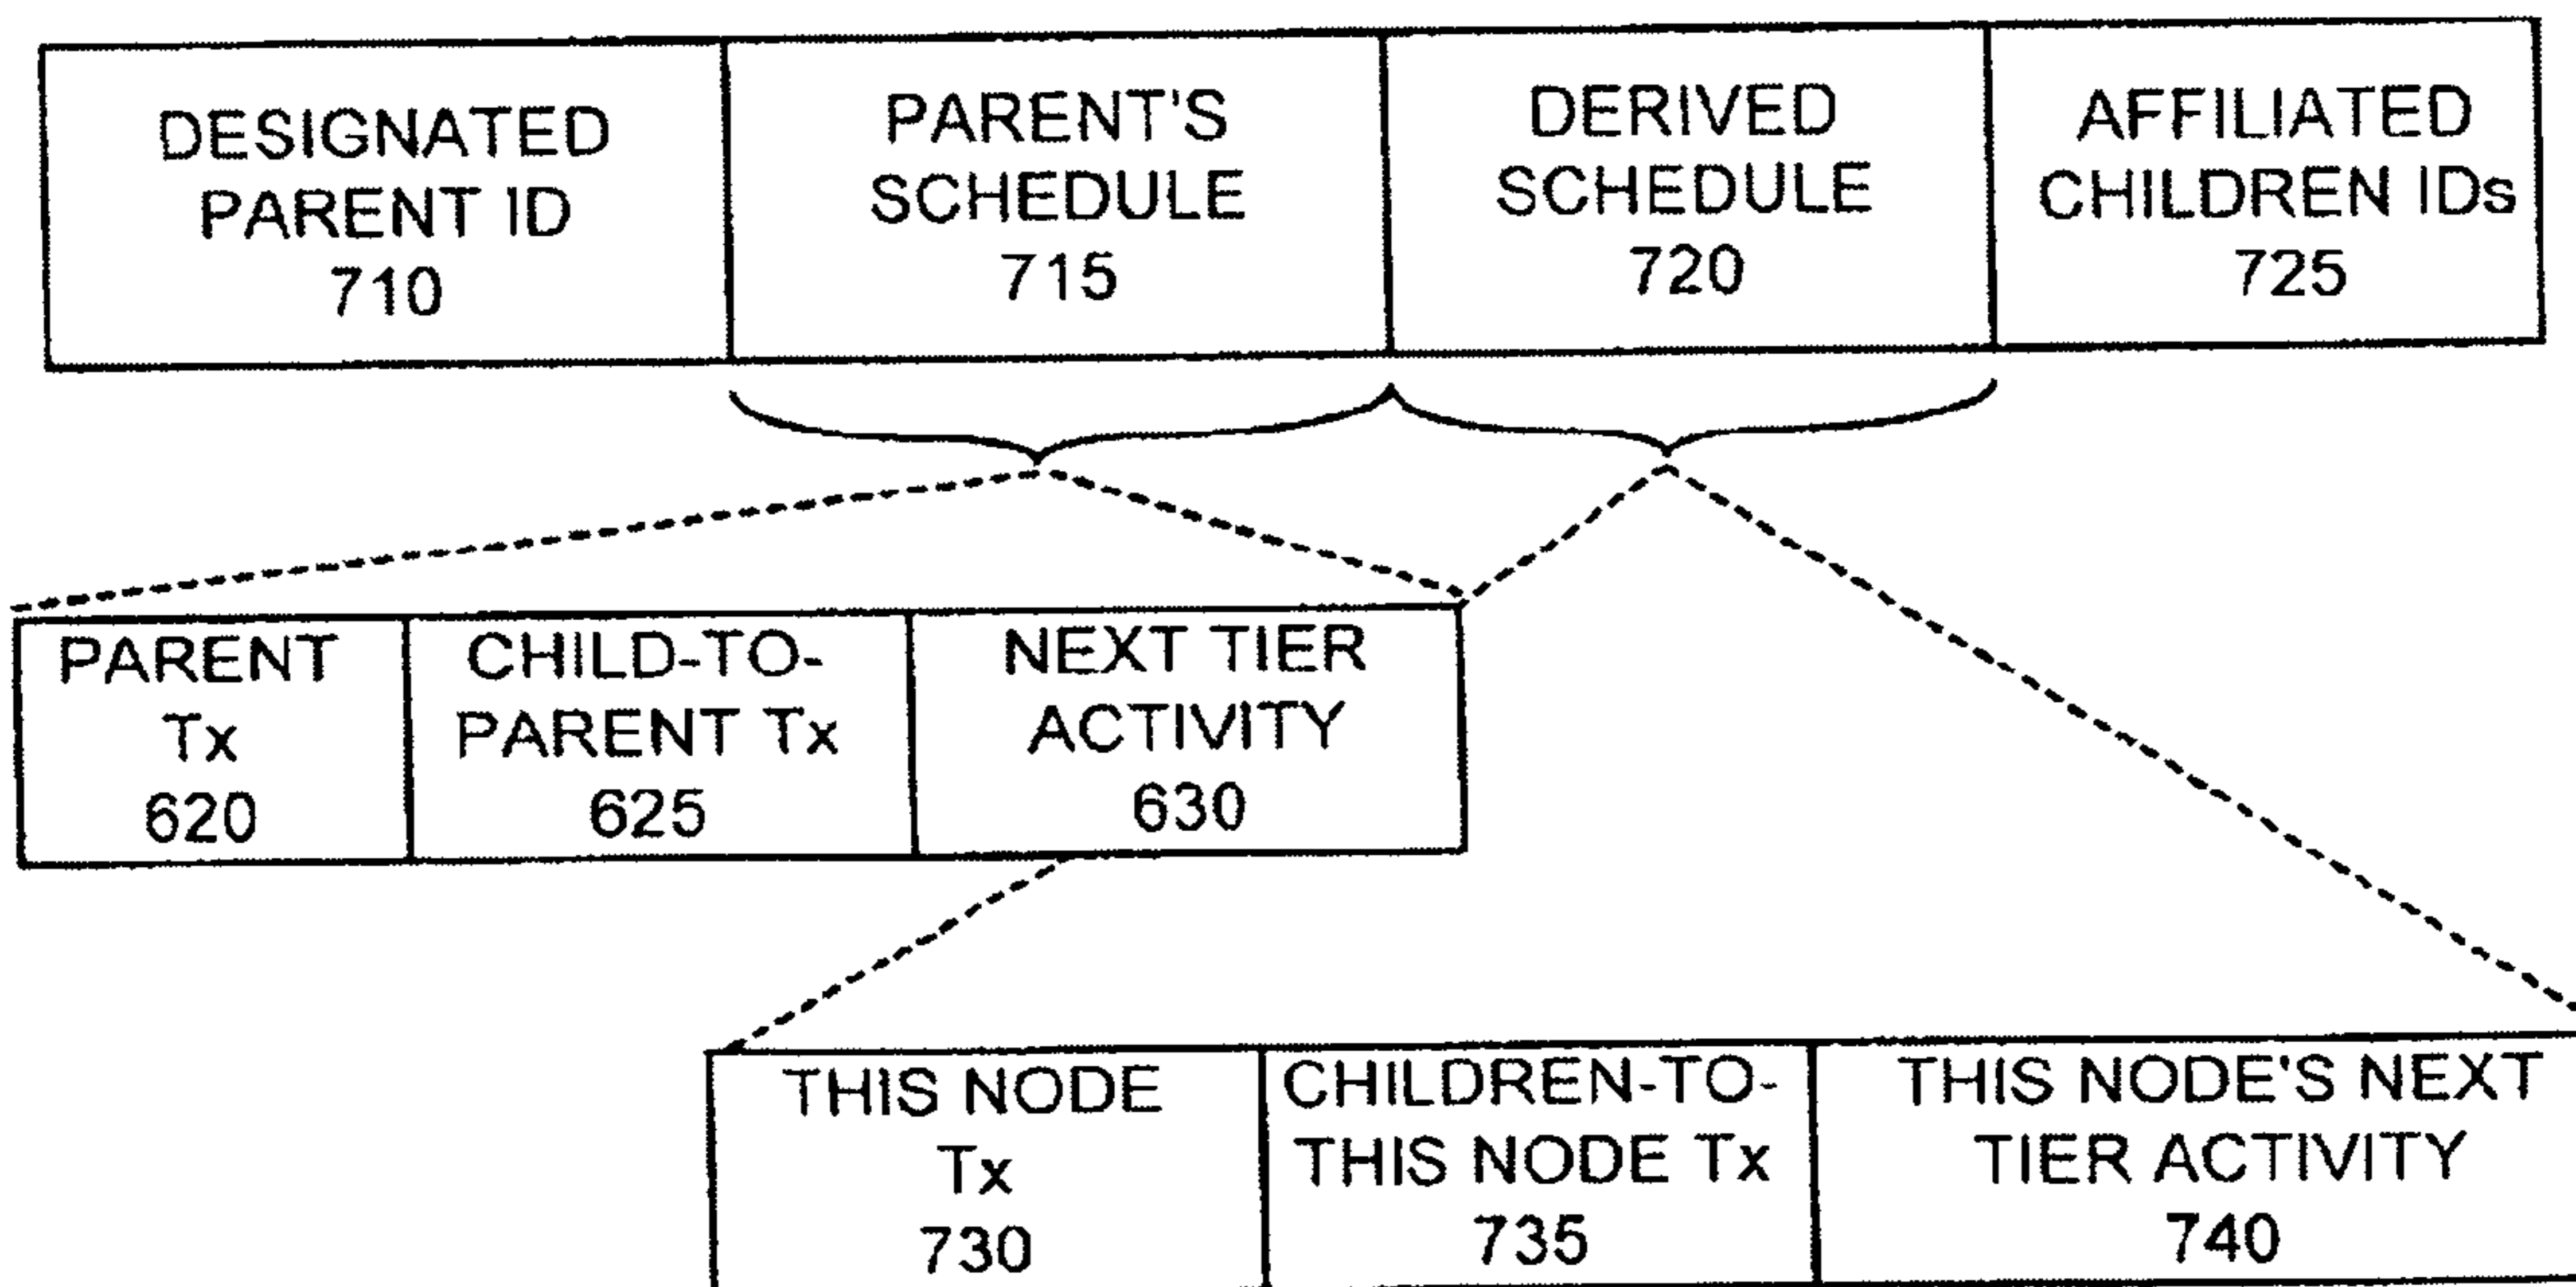 DESIGNATED
PARENT ID
710
PARENT'S
SCHEDULE
715
DERIVED
SCHEDULE
720
AFFILIATED
CHILDREN IDs
725
PARENT
Tx
620
CHILD-TO-
PARENT Tx
625
NEXT TIER
ACTIVITY
630
THIS NODE
Tx
730
CHILDREN-TO-
THIS NODE Tx
735
THIS NODE'S NEXT
TIER ACTIVITY
740